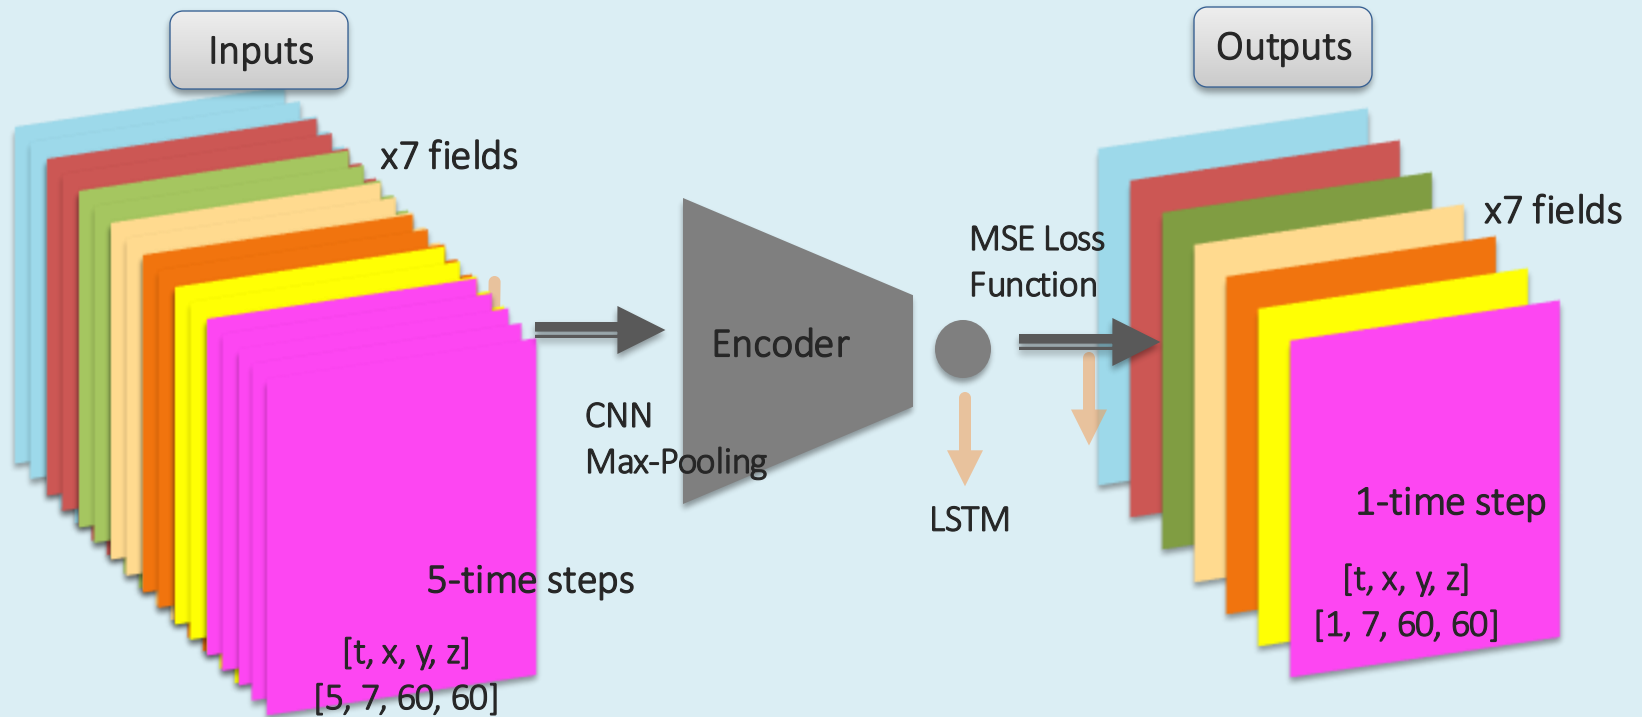 Inputs
Outputs
x7 fields
x7 fields
MSE Loss
Function
Encoder
CNN
Max-Pooling
LSTM
1-time step
5-time steps
[t, x, y, z]
[1, 7, 60, 60]
[t, x, y, z]
[5, 7, 60, 60]